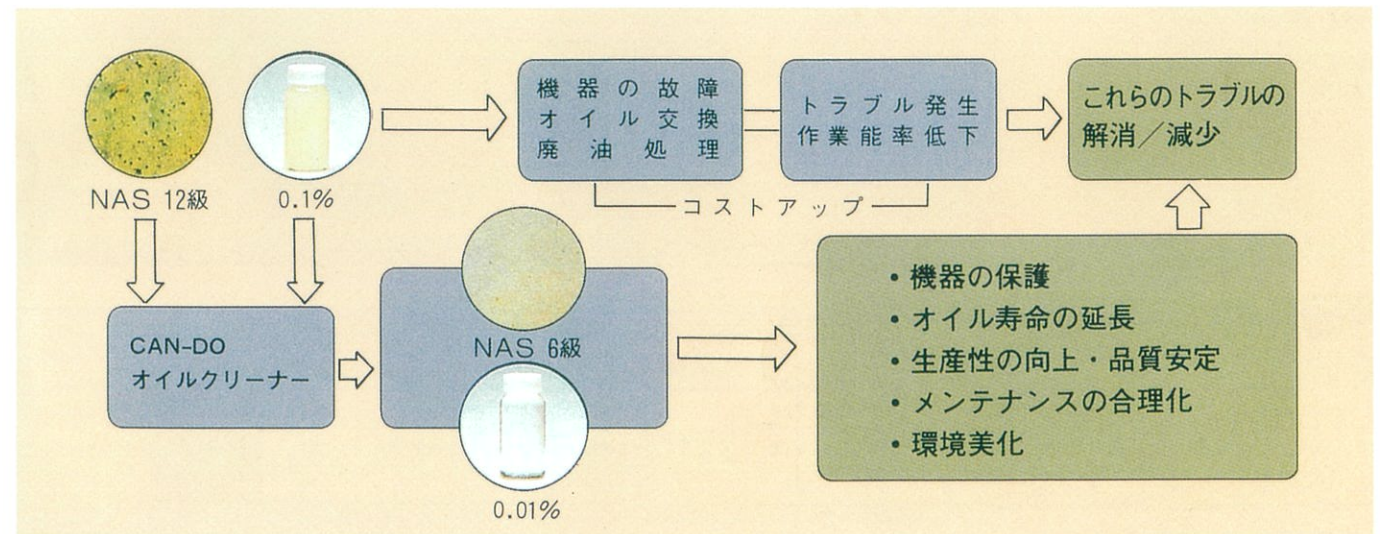 NAS 12級
0.1%
機器の故障
オイル交換
廃油処理
トラブル発生
作業能率低下
コストアップ
これらのトラブルの
解消／減少
CAN-DO
オイルクリーナー
NAS 6級
0.01%
・機器の保護
・オイル寿命の延長
・生産性の向上・品質安定
・メンテナンスの合理化
・環境美化